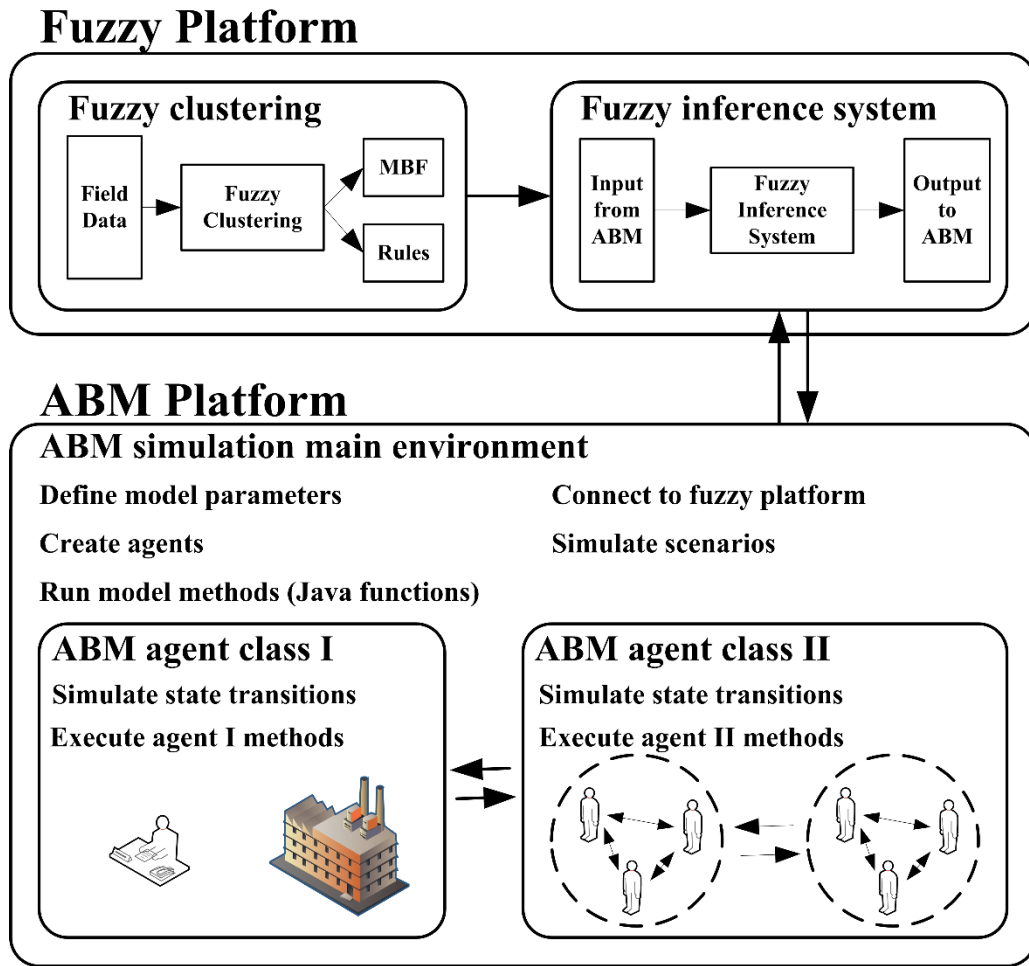 Fuzzy Platform
Fuzzy clustering
Field
Data
Fuzzy
Clustering
MBF
Rules
Fuzzy inference system
Input
from
ABM
Fuzzy
Inference
System
Output
to
ABM
ABM Platform
ABM simulation main environment
Define model parameters
Connect to fuzzy platform
Create agents
Simulate scenarios
Run model methods (Java functions)
ABM agent class I
Simulate state transitions
Execute agent I methods
ABM agent class II
Simulate state transitions
Execute agent II methods